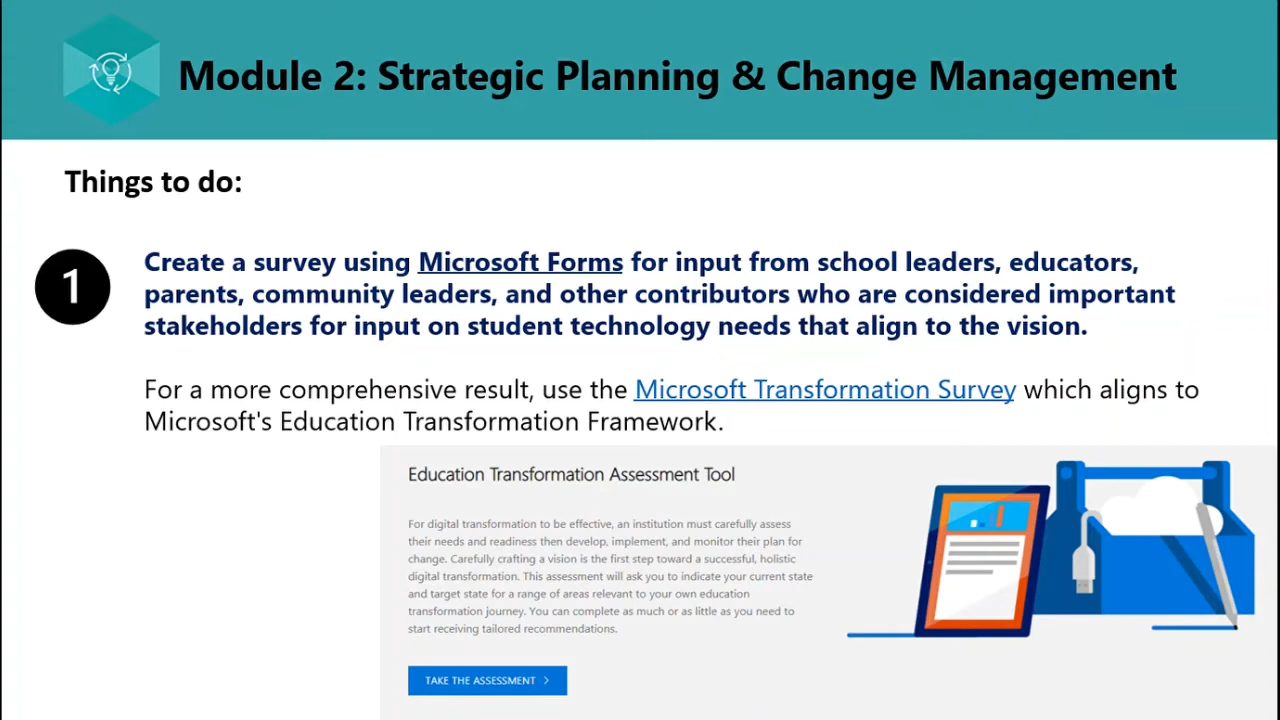 Module 2: Strategic Planning & Change Management
Things to do:
1
Create a survey using Microsoft Forms for input from school leaders, educators,
parents, community leaders, and other contributors who are considered important
stakeholders for input on student technology needs that align to the vision.
For a more comprehensive result, use the Microsoft Transformation Survey which aligns to
Microsoft's Education Transformation Framework.
Education Transformation Assessment Tool
For digital transformation to be effective, an institution must carefully assess
their needs and readiness then develop, implement, and monitor their plan for
change. Carefully crafting a vision is the first step toward a successful, holistic
digital transformation. This assessment will ask you to indicate your current state
and target state for a range of areas relevant to your own education
transformation journey. You can complete as much or as little as you need to
start receiving tailored recommendations.
TAKE THE ASSESSMENT >